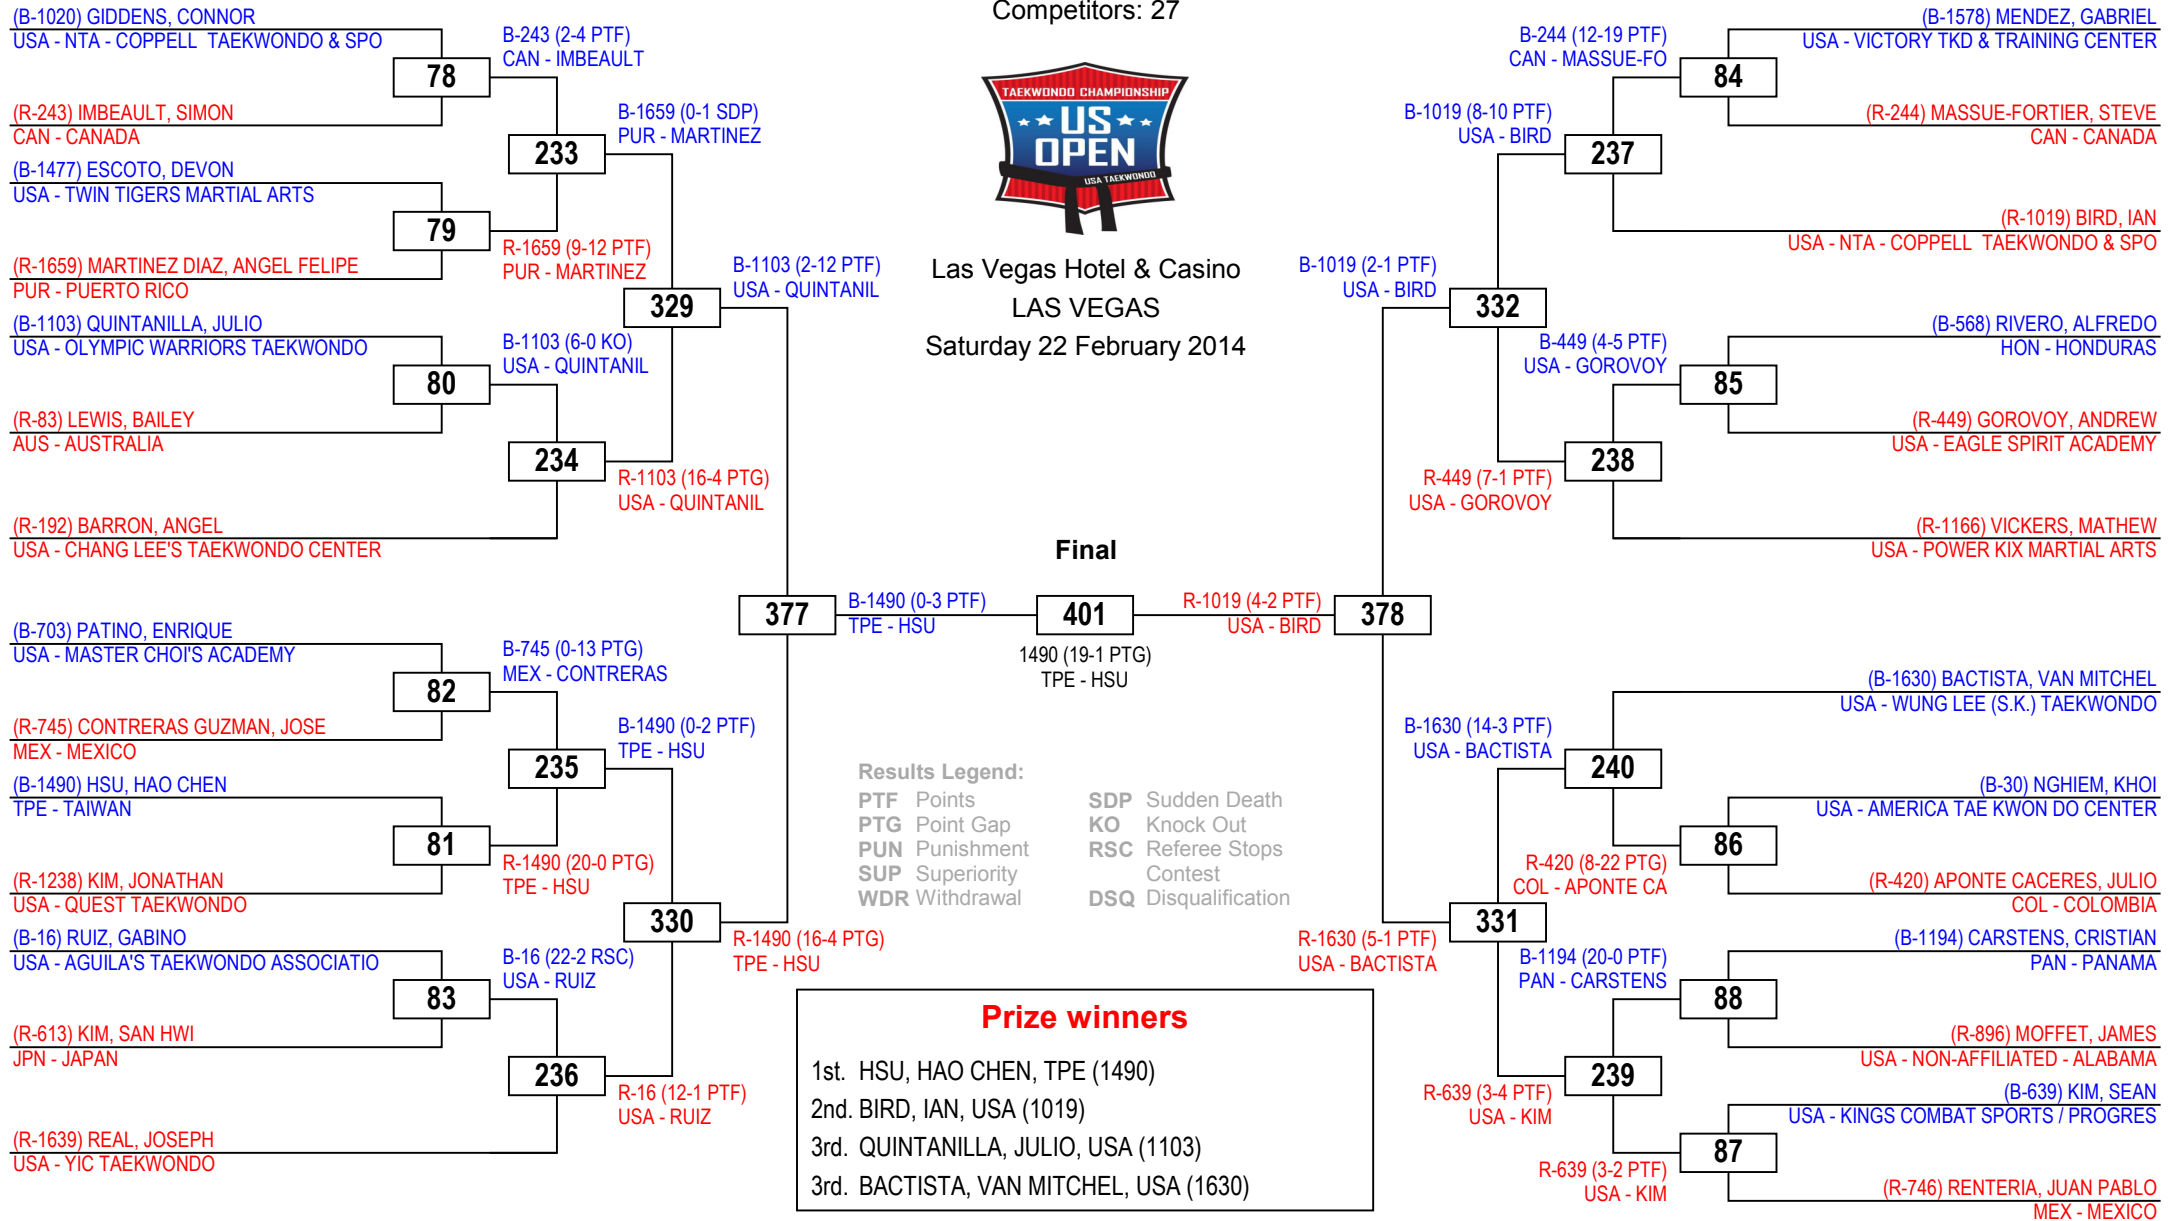 Competitors: 27
TAEKWONDO CHAMPIONSHIP
US
OPEN
USA TAEKWONDO
Las Vegas Hotel & Casino
LAS VEGAS
Saturday 22 February 2014
(B-1020) GIDDENS, CONNOR
USA - NTA - COPPELL TAEKWONDO & SPO
78
(R-243) IMBEAULT, SIMON
CAN - CANADA
(B-1477) ESCOTO, DEVON
USA - TWIN TIGERS MARTIAL ARTS
79
(R-1659) MARTINEZ DIAZ, ANGEL FELIPE
PUR - PUERTO RICO
(B-1103) QUINTANILLA, JULIO
USA - OLYMPIC WARRIORS TAEKWONDO
80
(R-83) LEWIS, BAILEY
AUS - AUSTRALIA
(R-192) BARRON, ANGEL
USA - CHANG LEE'S TAEKWONDO CENTER
(B-703) PATINO, ENRIQUE
USA - MASTER CHOI'S ACADEMY
82
(R-745) CONTRERAS GUZMAN, JOSE
MEX - MEXICO
(B-1490) HSU, HAO CHEN
TPE - TAIWAN
81
(R-1238) KIM, JONATHAN
USA - QUEST TAEKWONDO
(B-16) RUIZ, GABINO
USA - AGUILA'S TAEKWONDO ASSOCIATIO
83
(R-613) KIM, SAN HWI
JPN - JAPAN
(R-1639) REAL, JOSEPH
USA - YIC TAEKWONDO
B-243 (2-4 PTF)
CAN - IMBEAULT
233
R-1659 (9-12 PTF)
PUR - MARTINEZ
B-1103 (6-0 KO)
USA - QUINTANIL
234
B-745 (0-13 PTG)
MEX - CONTRERAS
235
R-1490 (20-0 PTG)
TPE - HSU
B-16 (22-2 RSC)
USA - RUIZ
236
B-1659 (0-1 SDP)
PUR - MARTINEZ
329
R-1103 (16-4 PTG)
USA - QUINTANIL
B-1490 (0-2 PTF)
TPE - HSU
330
R-16 (12-1 PTF)
USA - RUIZ
B-1103 (2-12 PTF)
USA - QUINTANIL
377
R-1490 (16-4 PTG)
TPE - HSU
Final
B-1490 (0-3 PTF)
TPE - HSU
401
R-1019 (4-2 PTF)
USA - BIRD
1490 (19-1 PTG)
TPE - HSU
B-1019 (2-1 PTF)
USA - BIRD
378
R-1630 (5-1 PTF)
USA - BACTISTA
B-1019 (8-10 PTF)
USA - BIRD
332
R-449 (7-1 PTF)
USA - GOROVOY
B-1630 (14-3 PTF)
USA - BACTISTA
331
R-639 (3-4 PTF)
USA - KIM
B-244 (12-19 PTF)
CAN - MASSUE-FO
237
B-449 (4-5 PTF)
USA - GOROVOY
238
240
R-420 (8-22 PTG)
COL - APONTE CA
B-1194 (20-0 PTF)
PAN - CARSTENS
239
R-639 (3-2 PTF)
USA - KIM
(B-1578) MENDEZ, GABRIEL
USA - VICTORY TKD & TRAINING CENTER
84
(R-244) MASSUE-FORTIER, STEVE
CAN - CANADA
(R-1019) BIRD, IAN
USA - NTA - COPPELL TAEKWONDO & SPO
(B-568) RIVERO, ALFREDO
HON - HONDURAS
85
(R-449) GOROVOY, ANDREW
USA - EAGLE SPIRIT ACADEMY
(R-1166) VICKERS, MATHEW
USA - POWER KIX MARTIAL ARTS
(B-1630) BACTISTA, VAN MITCHEL
USA - WUNG LEE (S.K.) TAEKWONDO
(B-30) NGHIEM, KHOI
USA - AMERICA TAE KWON DO CENTER
86
(R-420) APONTE CACERES, JULIO
COL - COLOMBIA
(B-1194) CARSTENS, CRISTIAN
PAN - PANAMA
88
(R-896) MOFFET, JAMES
USA - NON-AFFILIATED - ALABAMA
(B-639) KIM, SEAN
USA - KINGS COMBAT SPORTS / PROGRES
87
(R-746) RENTERIA, JUAN PABLO
MEX - MEXICO
Results Legend:
PTF Points SDP Sudden Death
PTG Point Gap KO Knock Out
PUN Punishment RSC Referee Stops
SUP Superiority Contest
WDR Withdrawal DSQ Disqualification
Prize winners
1st. HSU, HAO CHEN, TPE (1490)
2nd. BIRD, IAN, USA (1019)
3rd. QUINTANILLA, JULIO, USA (1103)
3rd. BACTISTA, VAN MITCHEL, USA (1630)